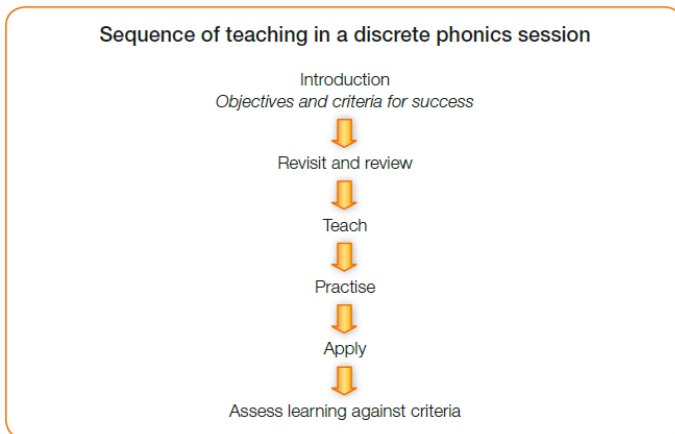 Sequence of teaching in a discrete phonics session
Introduction
Objectives and criteria for success
Revisit and review
Teach
Practise
Apply
Assess learning against criteria